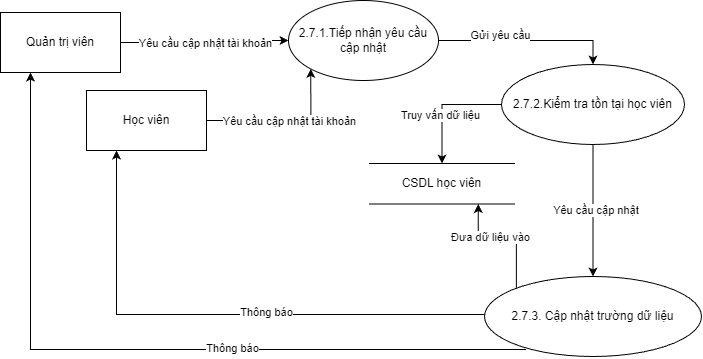 Quản trị viên
Yêu cầu cập nhật tài khoản
2.7.1.Tiếp nhận yêu cầu
cập nhật
Gửi yêu cầu
2.7.2.Kiểm tra tồn tại học viên
Học viên
Yêu cầu cập nhật tài khoản
Truy vấn dữ liệu
CSDL học viên
Yêu cầu cập nhật
Đưa dữ liệu vào
Thông báo
2.7.3. Cập nhật trường dữ liệu
Thông báo